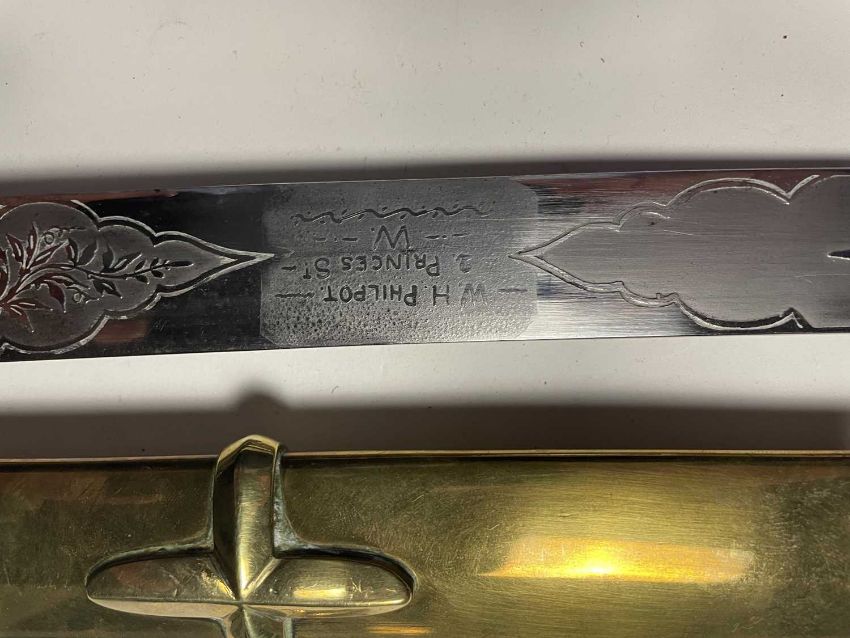 — W. H. PHILPOT. —
2. PRINCES ST
— W. —